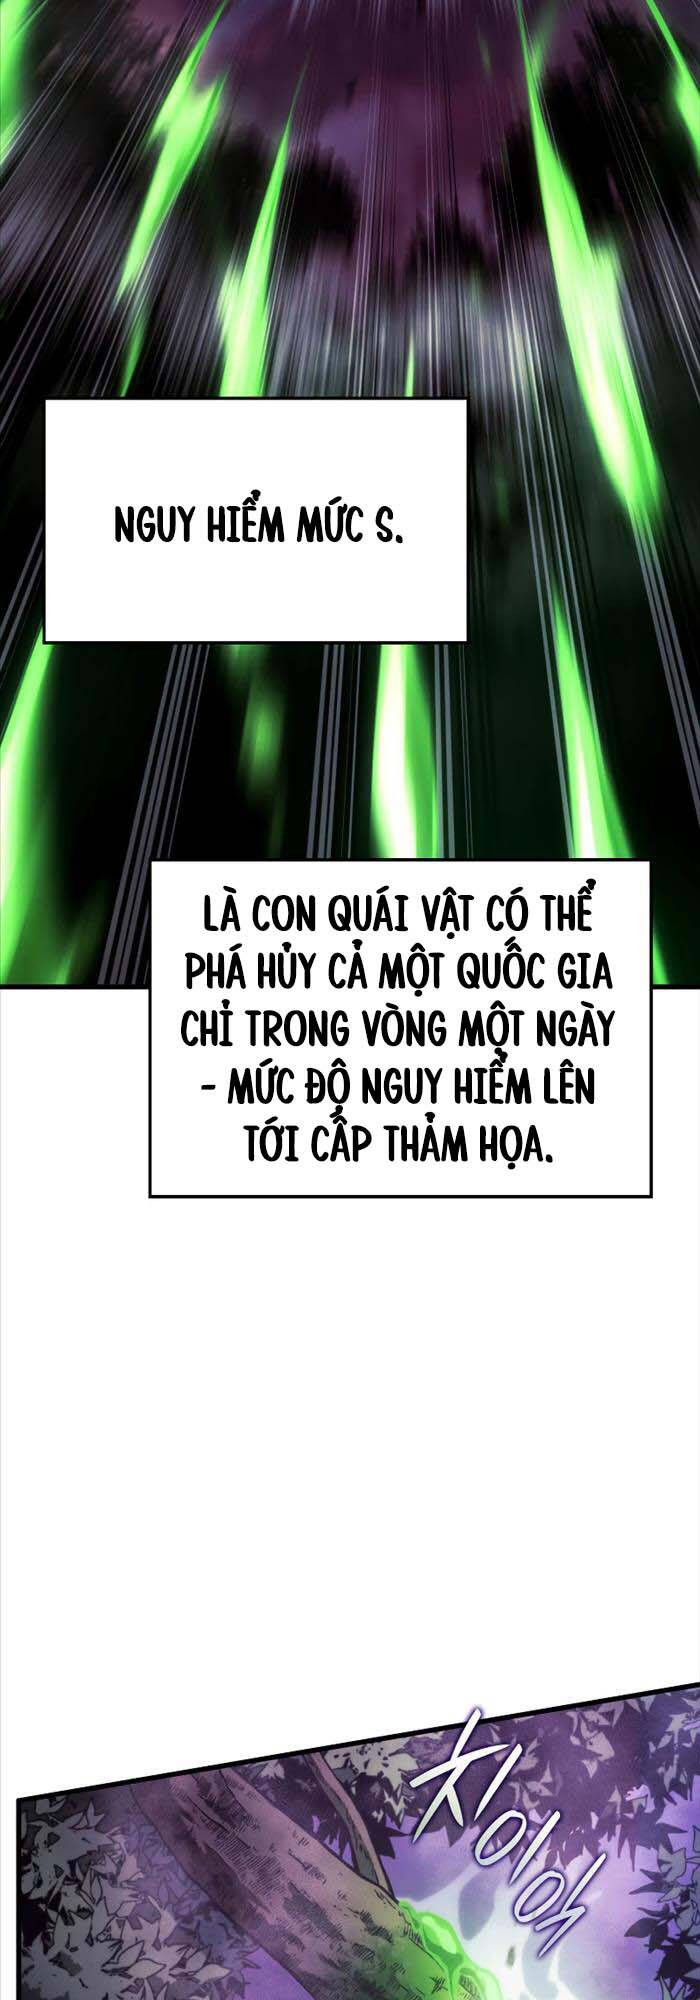 NGUY HIỂM MỨC S.
LÀ CON QUÁI VẬT CÓ THỂ
PHÁ HỦY CẢ MỘT QUỐC GIA
CHỈ TRONG VÒNG MỘT NGÀY
- MỨC ĐỘ NGUY HIỂM LÊN
TỚI CẤP THẢM HỌA.